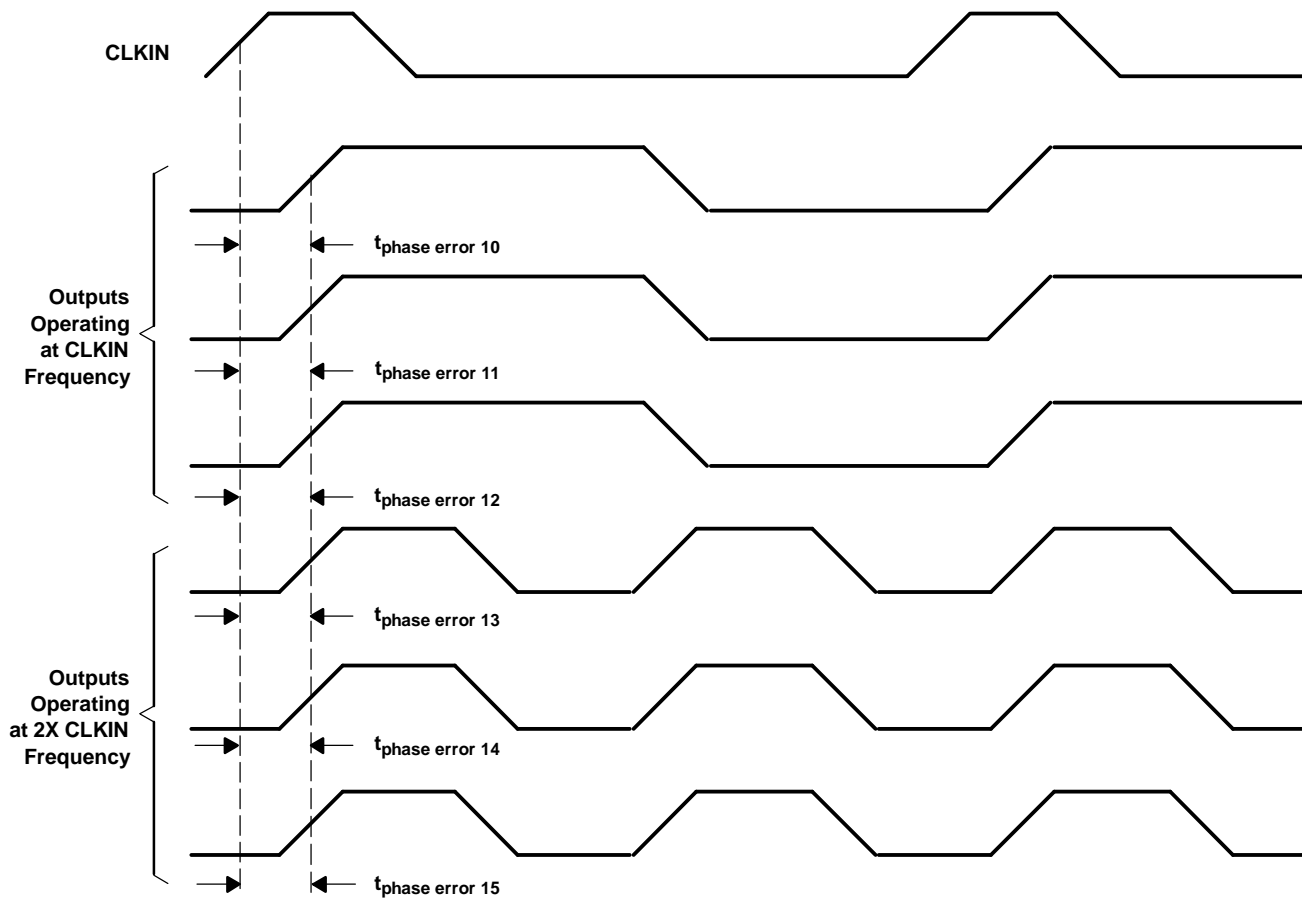 CLKIN
tphase error 10
Outputs
Operating
at CLKIN
Frequency
tphase error 11
tphase error 12
tphase error 13
Outputs
Operating
at 2X CLKIN
Frequency
tphase error 14
tphase error 15